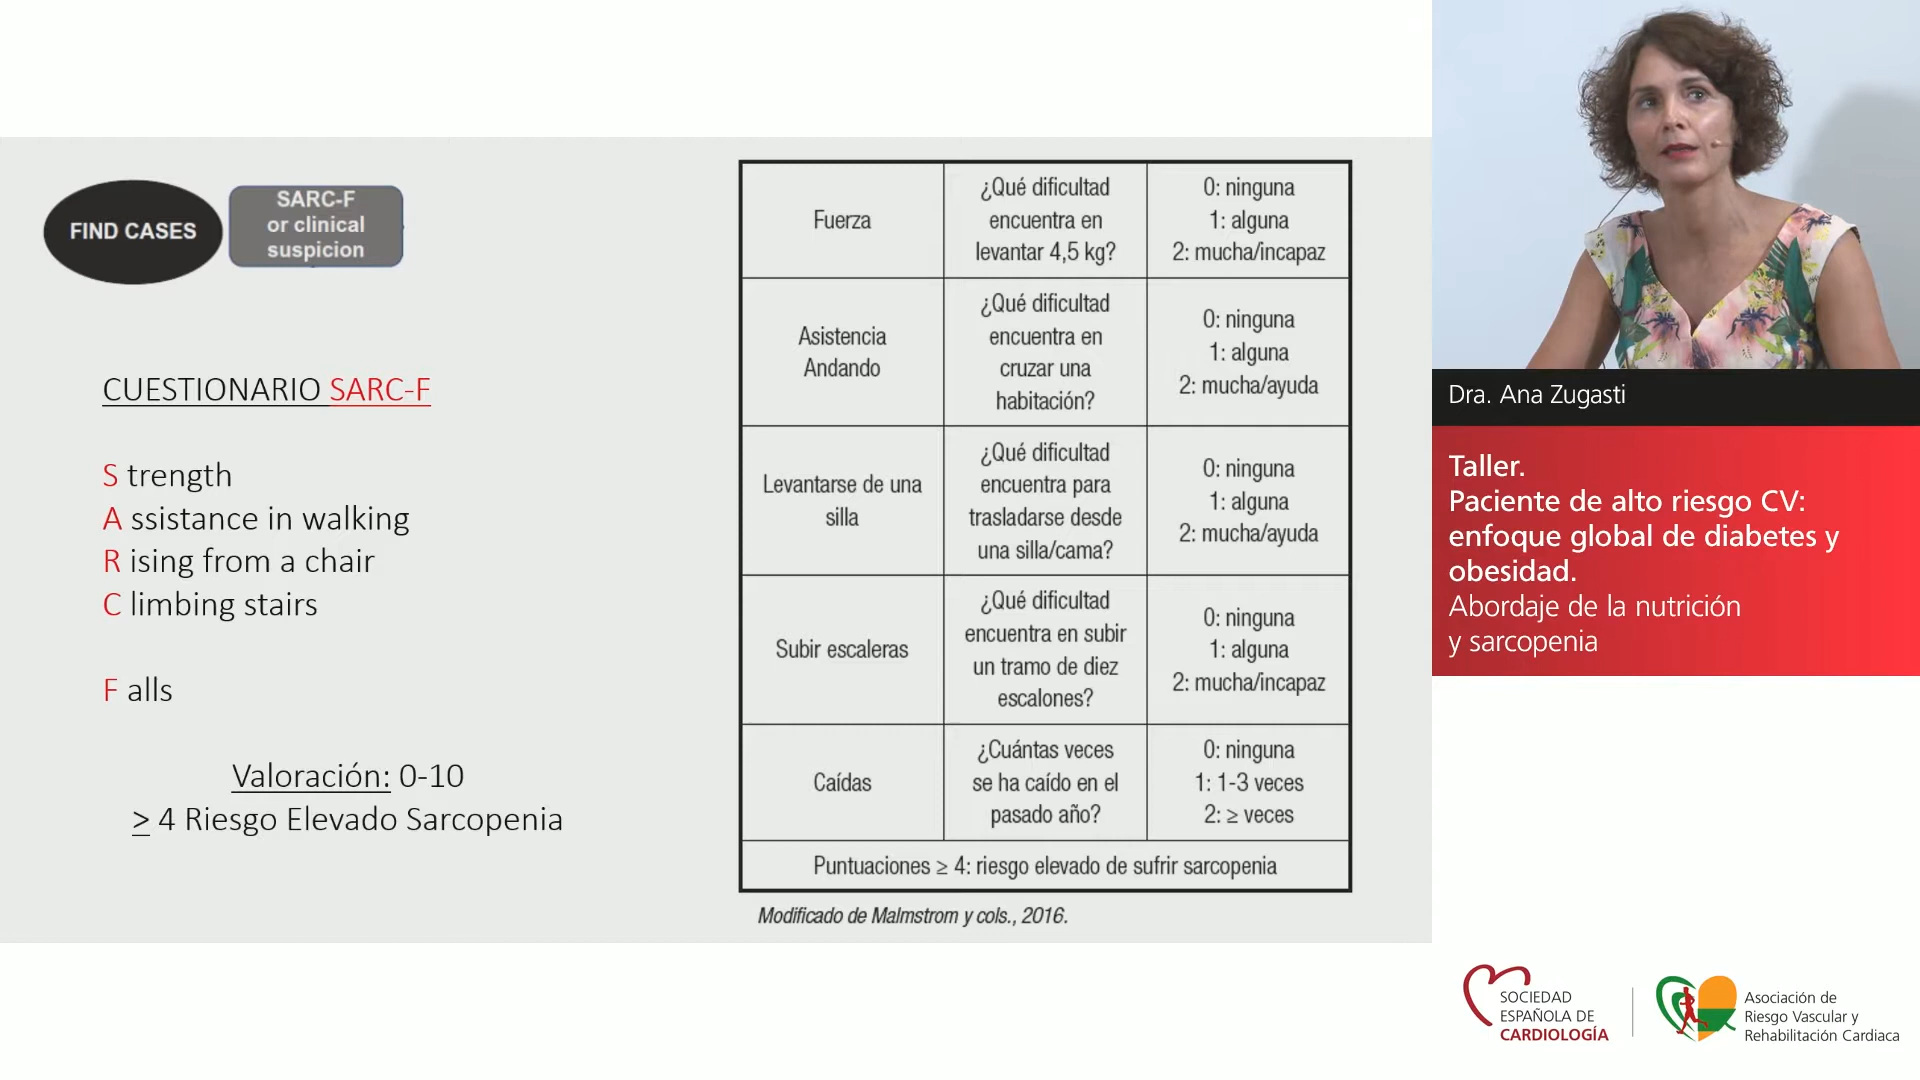 FIND CASES
SARC-F
or clinical
suspicion
CUESTIONARIO SARC-F
S trength
A ssistance in walking
R ising from a chair
C limbing stairs
F alls
Valoración: 0-10
≥ 4 Riesgo Elevado Sarcopenia
Fuerza
¿Qué dificultad
encuentra en
levantar 4,5 kg?
0: ninguna
1: alguna
2: mucha/incapaz
Asistencia
Andando
¿Qué dificultad
encuentra en
cruzar una
habitación?
0: ninguna
1: alguna
2: mucha/ayuda
Levantarse de una
silla
¿Qué dificultad
encuentra para
trasladarse desde
una silla/cama?
0: ninguna
1: alguna
2: mucha/ayuda
Subir escaleras
¿Qué dificultad
encuentra en subir
un tramo de diez
escalones?
0: ninguna
1: alguna
2: mucha/incapaz
Caídas
¿Cuántas veces
se ha caído en el
pasado año?
0: ninguna
1: 1-3 veces
2: ≥ veces
Puntuaciones ≥ 4: riesgo elevado de sufrir sarcopenia
Modificado de Malmstrom y cols., 2016.
Dra. Ana Zugasti
Taller.
Paciente de alto riesgo CV:
enfoque global de diabetes y
obesidad.
Abordaje de la nutrición
y sarcopenia
SOCIEDAD
ESPAÑOLA DE
CARDIOLOGÍA
Asociación de
Riesgo Vascular y
Rehabilitación Cardiaca